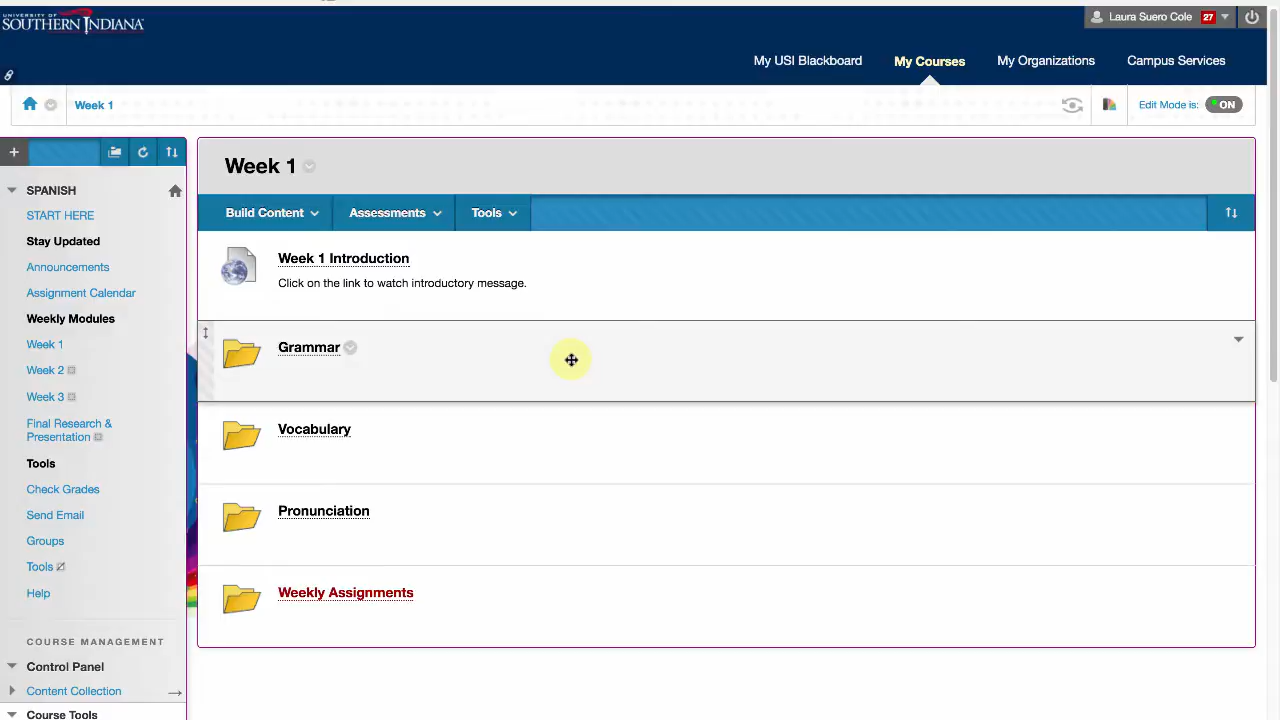 UNIVERSITY OF
SOUTHERN INDIANA
Laura Suero Cole 27
My USI Blackboard
My Courses
My Organizations
Campus Services
Week 1
Edit Mode is: ON
SPANISH
START HERE
Stay Updated
Announcements
Assignment Calendar
Weekly Modules
Week 1
Week 2
Week 3
Final Research &
Presentation
Tools
Check Grades
Send Email
Groups
Tools
Help
COURSE MANAGEMENT
Control Panel
Content Collection
Course Tools
Week 1
Build Content
Assessments
Tools
Week 1 Introduction
Click on the link to watch introductory message.
Grammar
Vocabulary
Pronunciation
Weekly Assignments